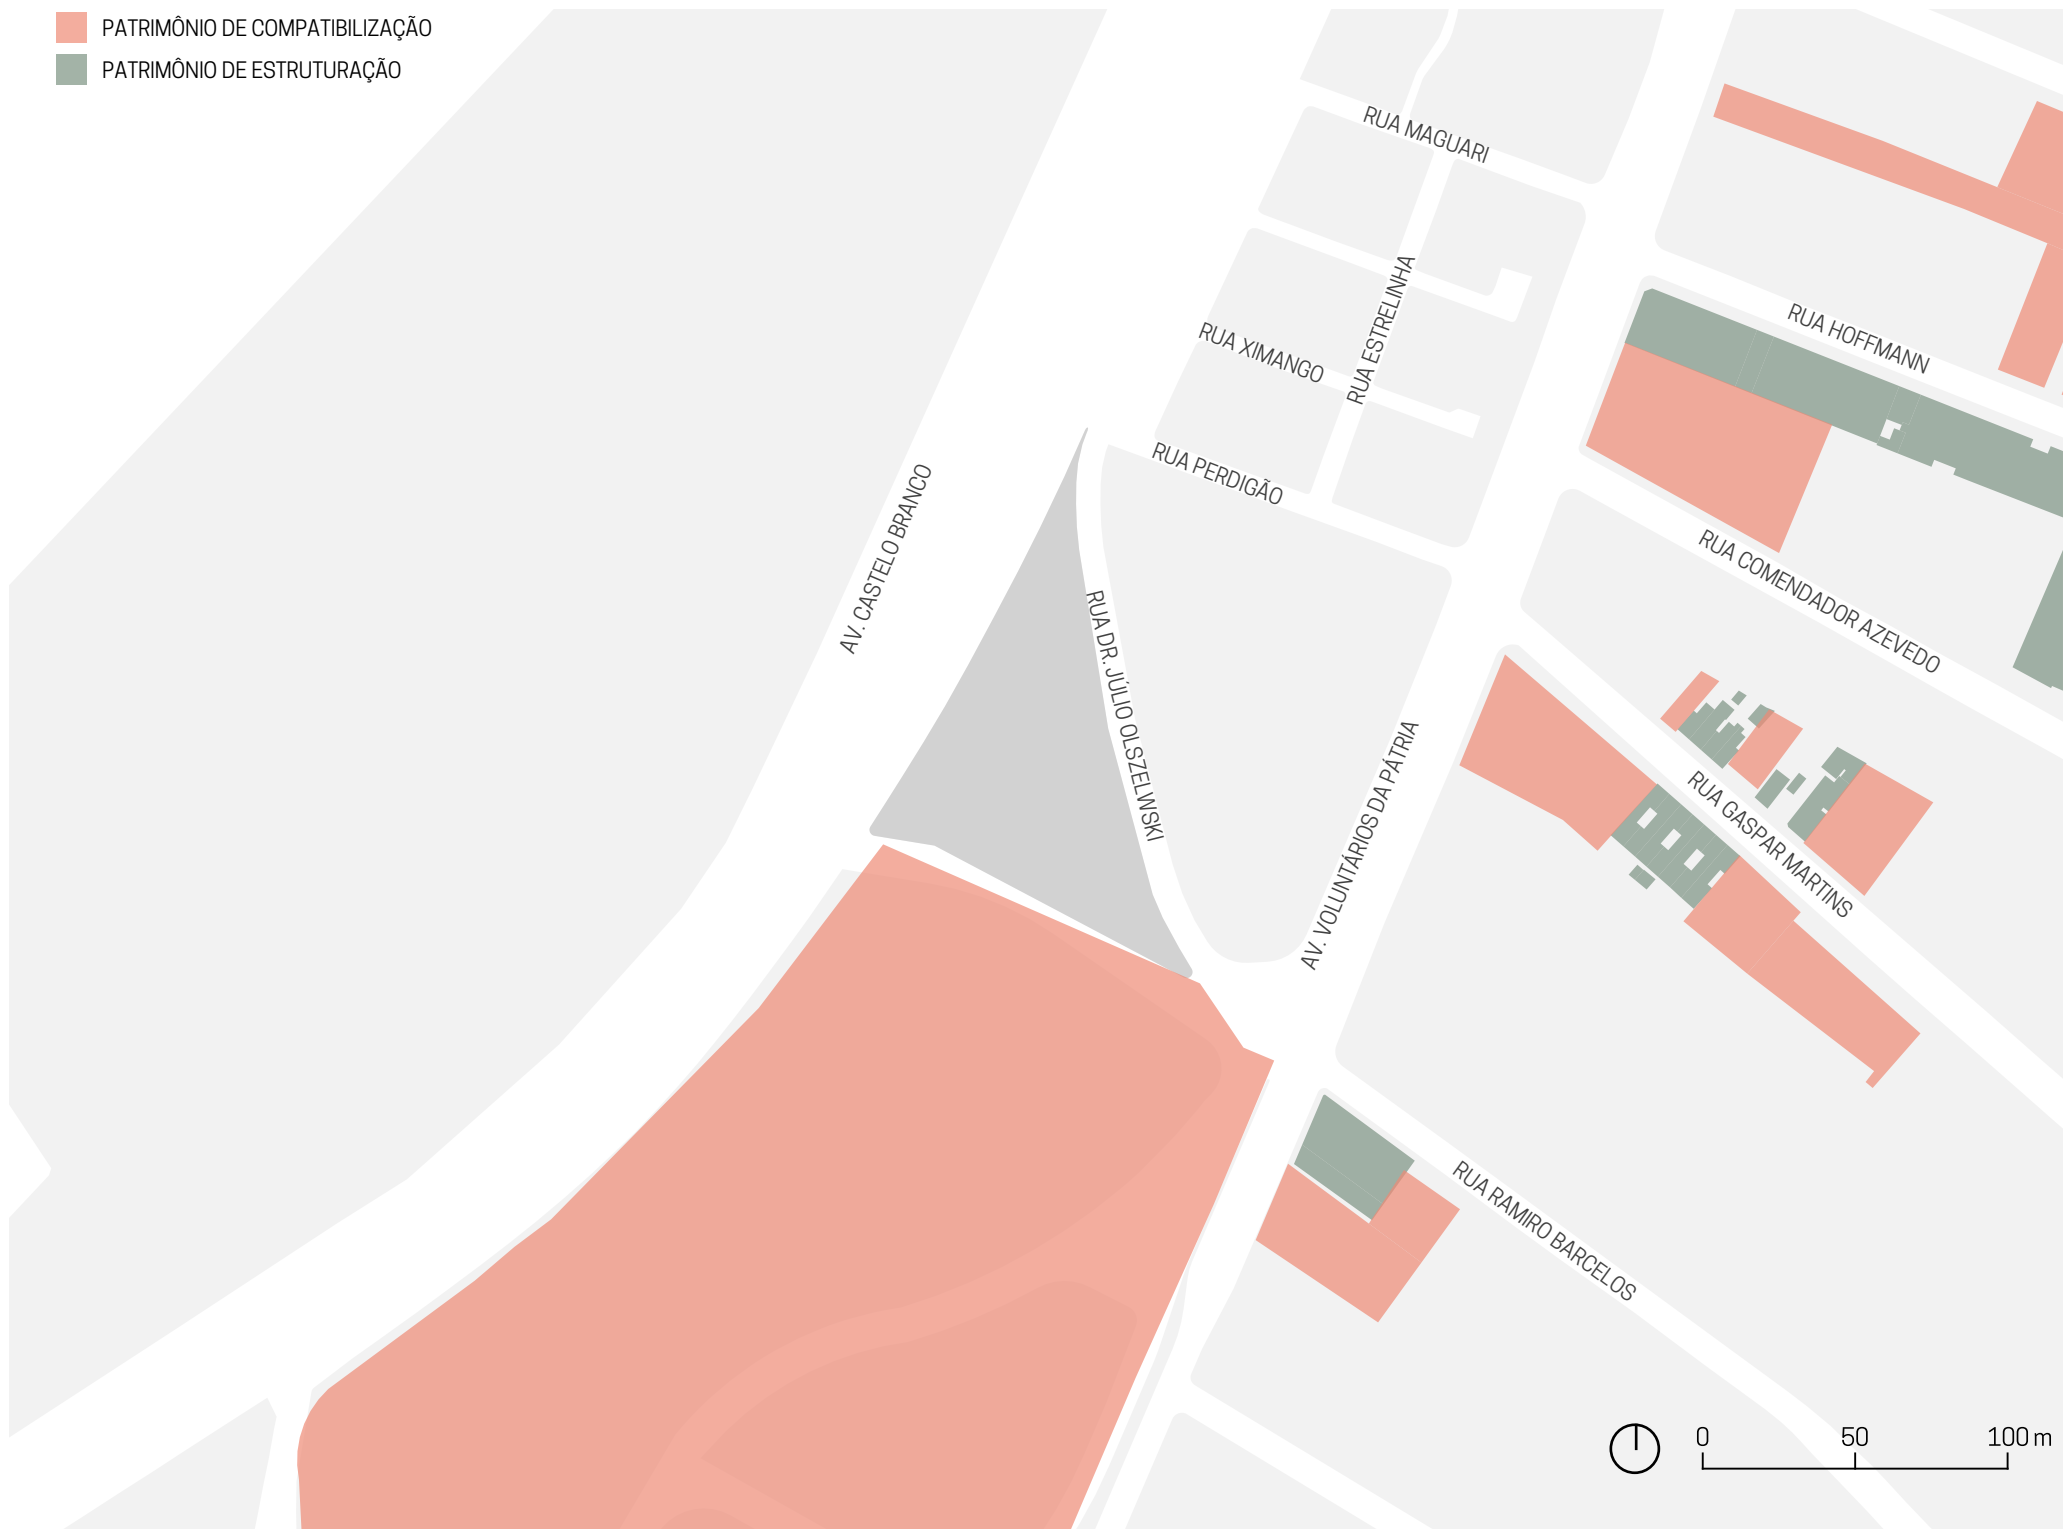 PATRIMÔNIO DE COMPATIBILIZAÇÃO
PATRIMÔNIO DE ESTRUTURAÇÃO
RUA MAGUARI
RUA ESTRELINHA
RUA HOFFMANN
RUA XIMANGO
RUA PERDIGÃO
AV. CASTELO BRANCO
RUA COMENDADOR AZEVEDO
RUA DR. JÚLIO OLSZELWSKI
AV. VOLUNTÁRIOS DA PÁTRIA
RUA GASPAR MARTINS
RUA RAMIRO BARCELOS
0 50 100 m